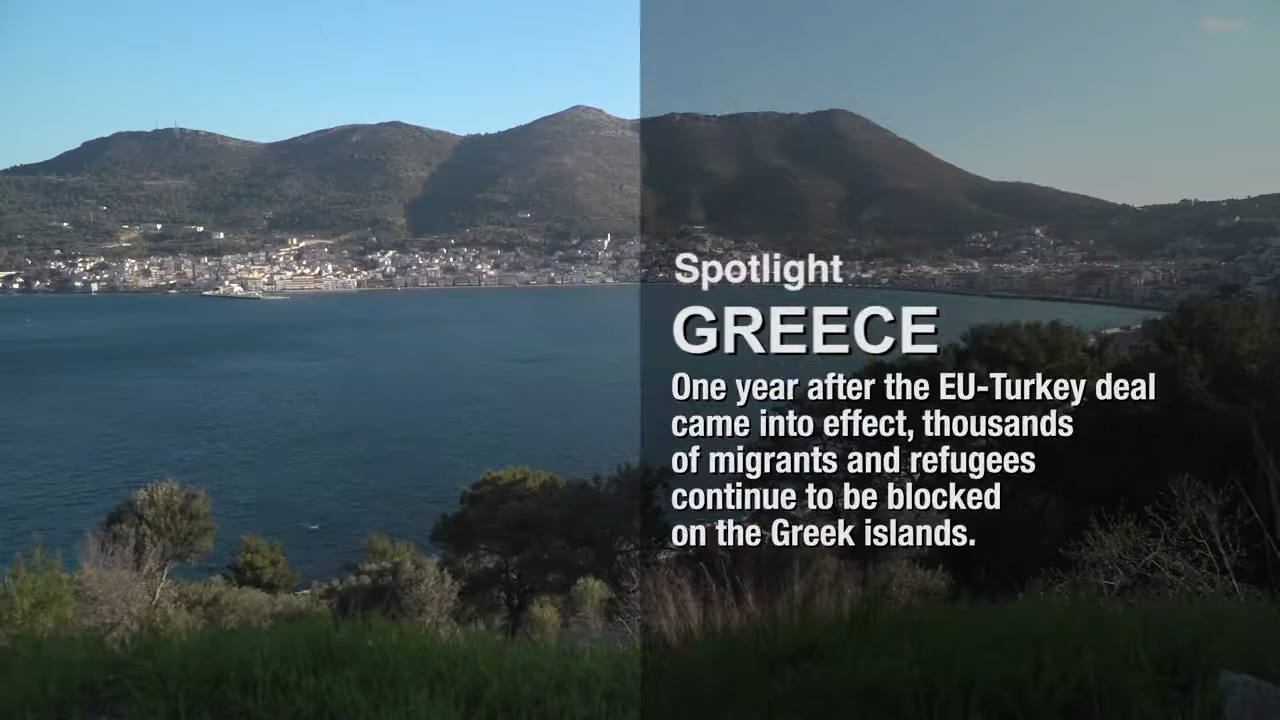 Spotlight
GREECE
One year after the EU-Turkey deal
came into effect, thousands
of migrants and refugees
continue to be blocked
on the Greek islands.